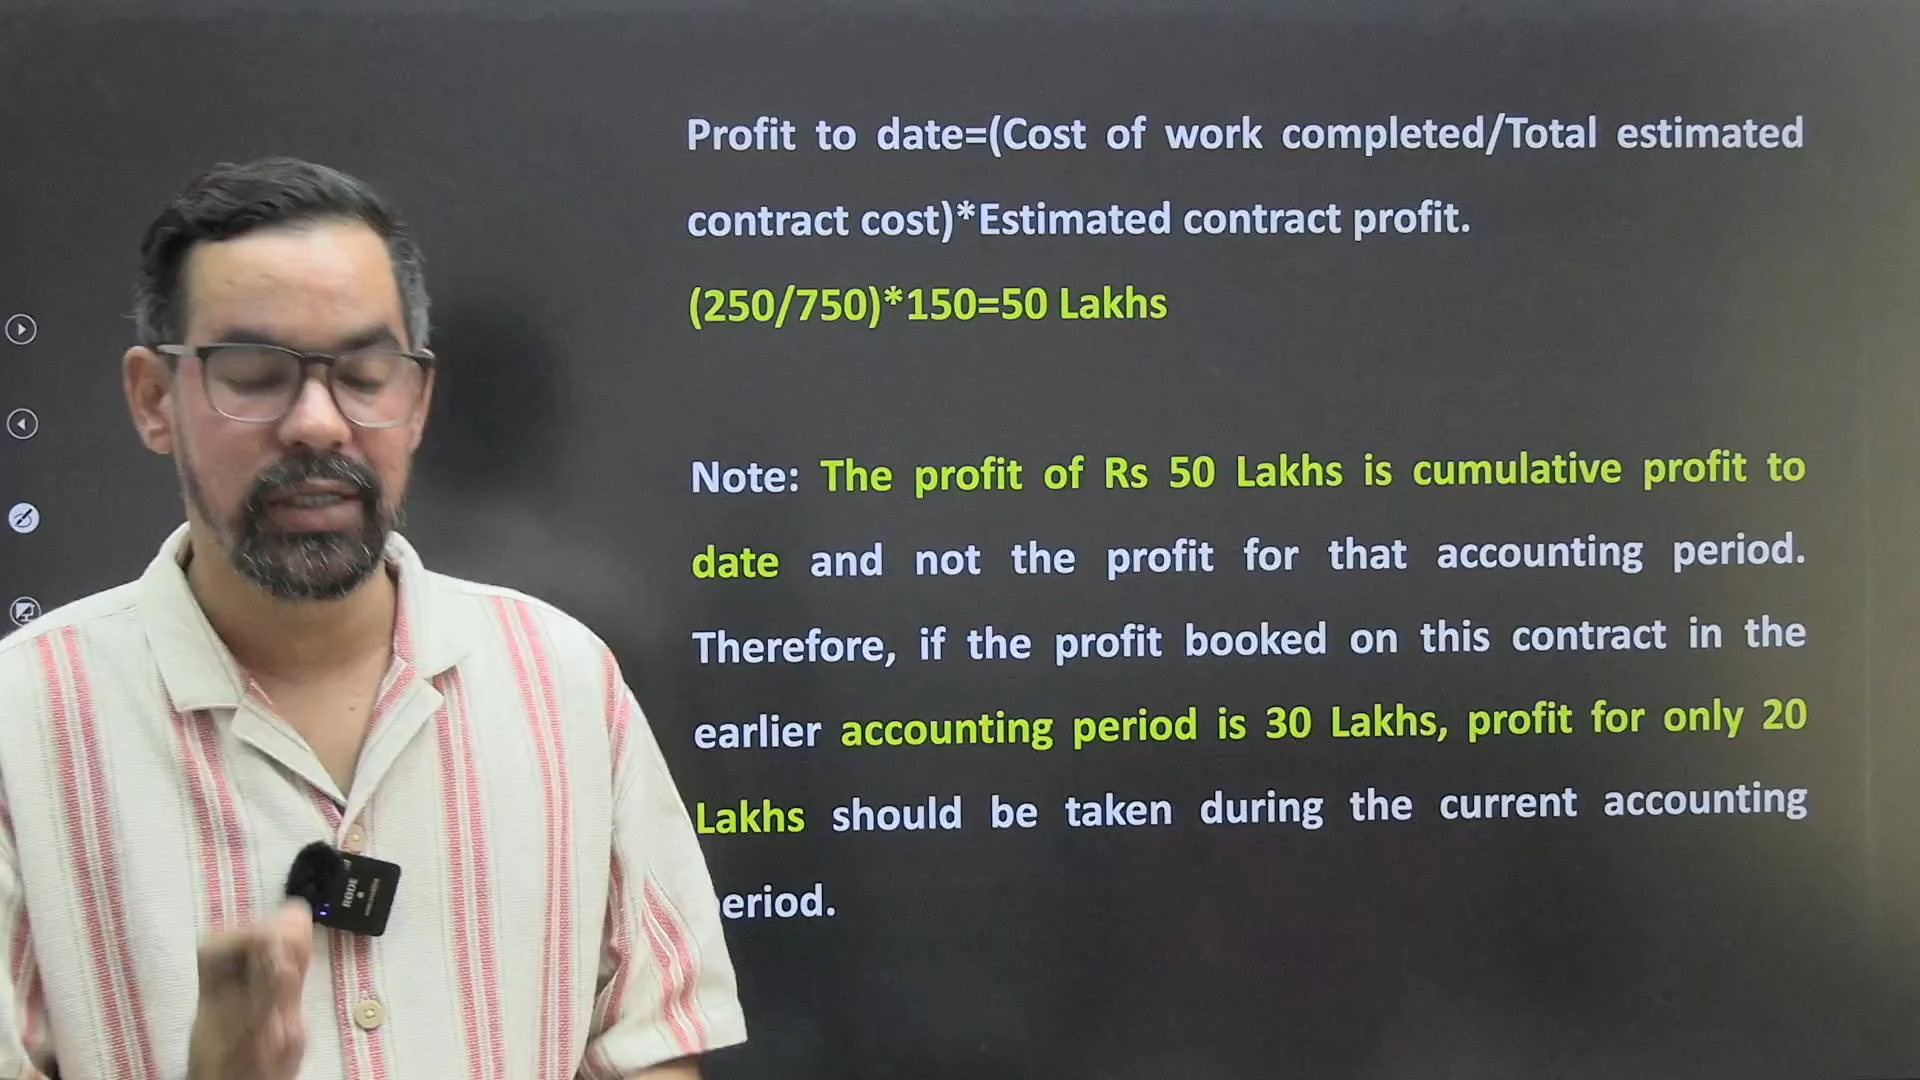 Profit to date=(Cost of work completed/Total estimated
contract cost)*Estimated contract profit.
(250/750)*150=50 Lakhs
Note: The profit of Rs 50 Lakhs is cumulative profit to
date and not the profit for that accounting period.
Therefore, if the profit booked on this contract in the
earlier accounting period is 30 Lakhs, profit for only 20
Lakhs should be taken during the current accounting
eriod.
RODE